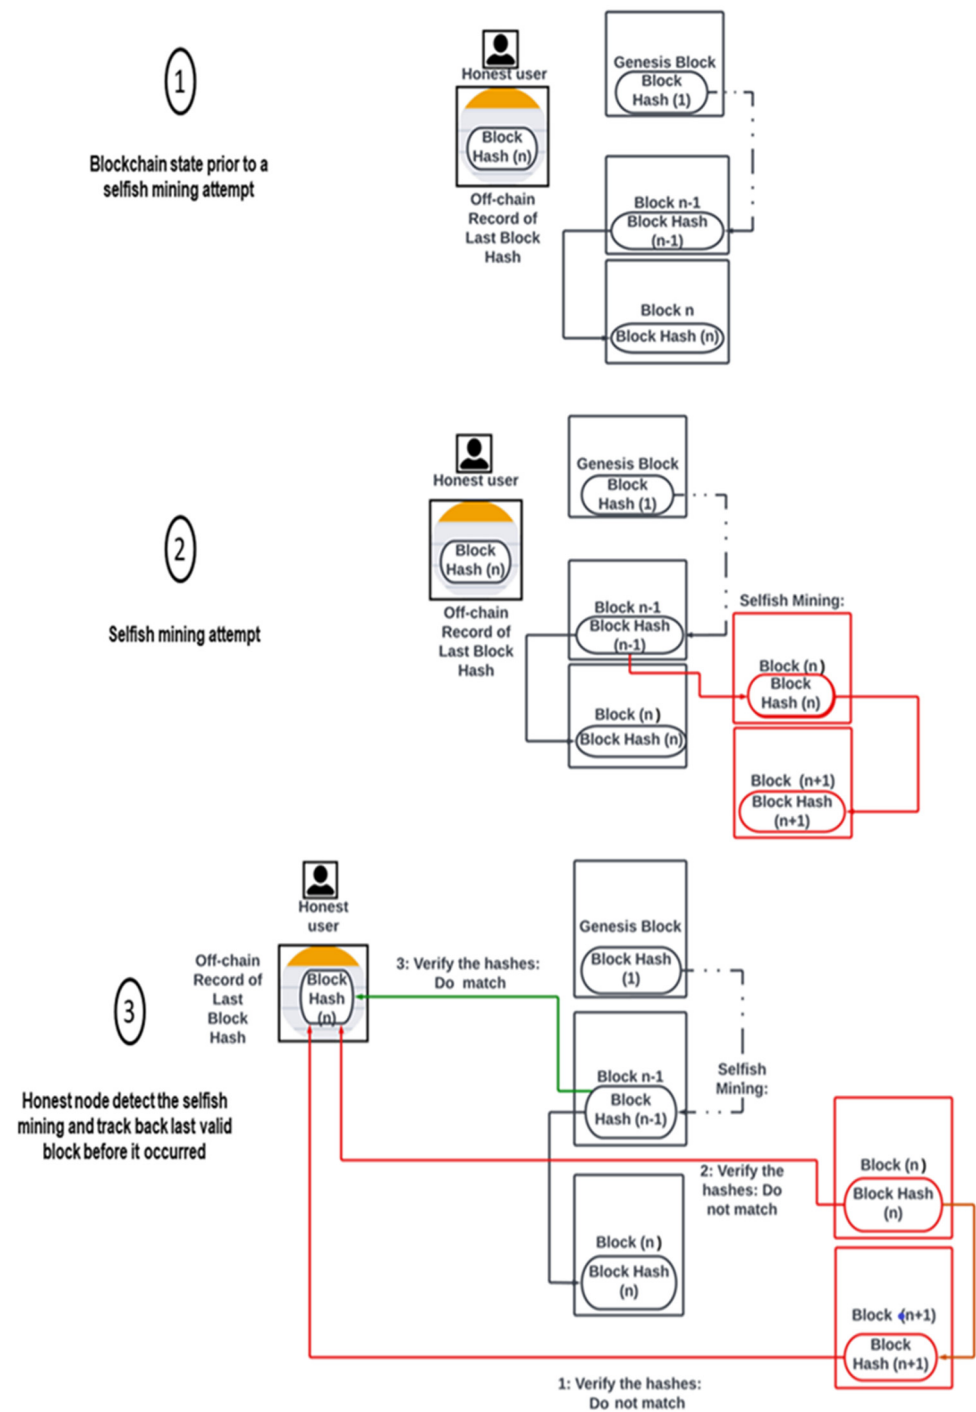 1
Blockchain state prior to a
selfish mining attempt
Honest user
Block
Hash (n)
Off-chain
Record of
Last Block
Hash
Genesis Block
Block
Hash (1)
Block n-1
Block Hash
(n-1)
Block n
Block Hash (n)
2
Selfish mining attempt
Honest user
Block
Hash (n)
Off-chain
Record of
Last Block
Hash
Genesis Block
Block
Hash (1)
Block n-1
Block Hash
(n-1)
Block (n)
Block Hash (n)
Selfish Mining:
Block (n)
Block
Hash (n)
Block (n+1)
Block Hash
(n+1)
3
Honest node detect the selfish
mining and track back last valid
block before it occurred
Honest
user
Off-chain
Record of
Last
Block
Hash
Block
Hash
(n)
3: Verify the hashes:
Do match
Genesis Block
Block Hash
(1)
Block n-1
Block
Hash (n-1)
Selfish
Mining:
2: Verify the
hashes: Do
not match
Block (n)
Block Hash
(n)
Block (n)
Block Hash
(n)
Block (n+1)
Block
Hash (n+1)
1: Verify the hashes:
Do not match